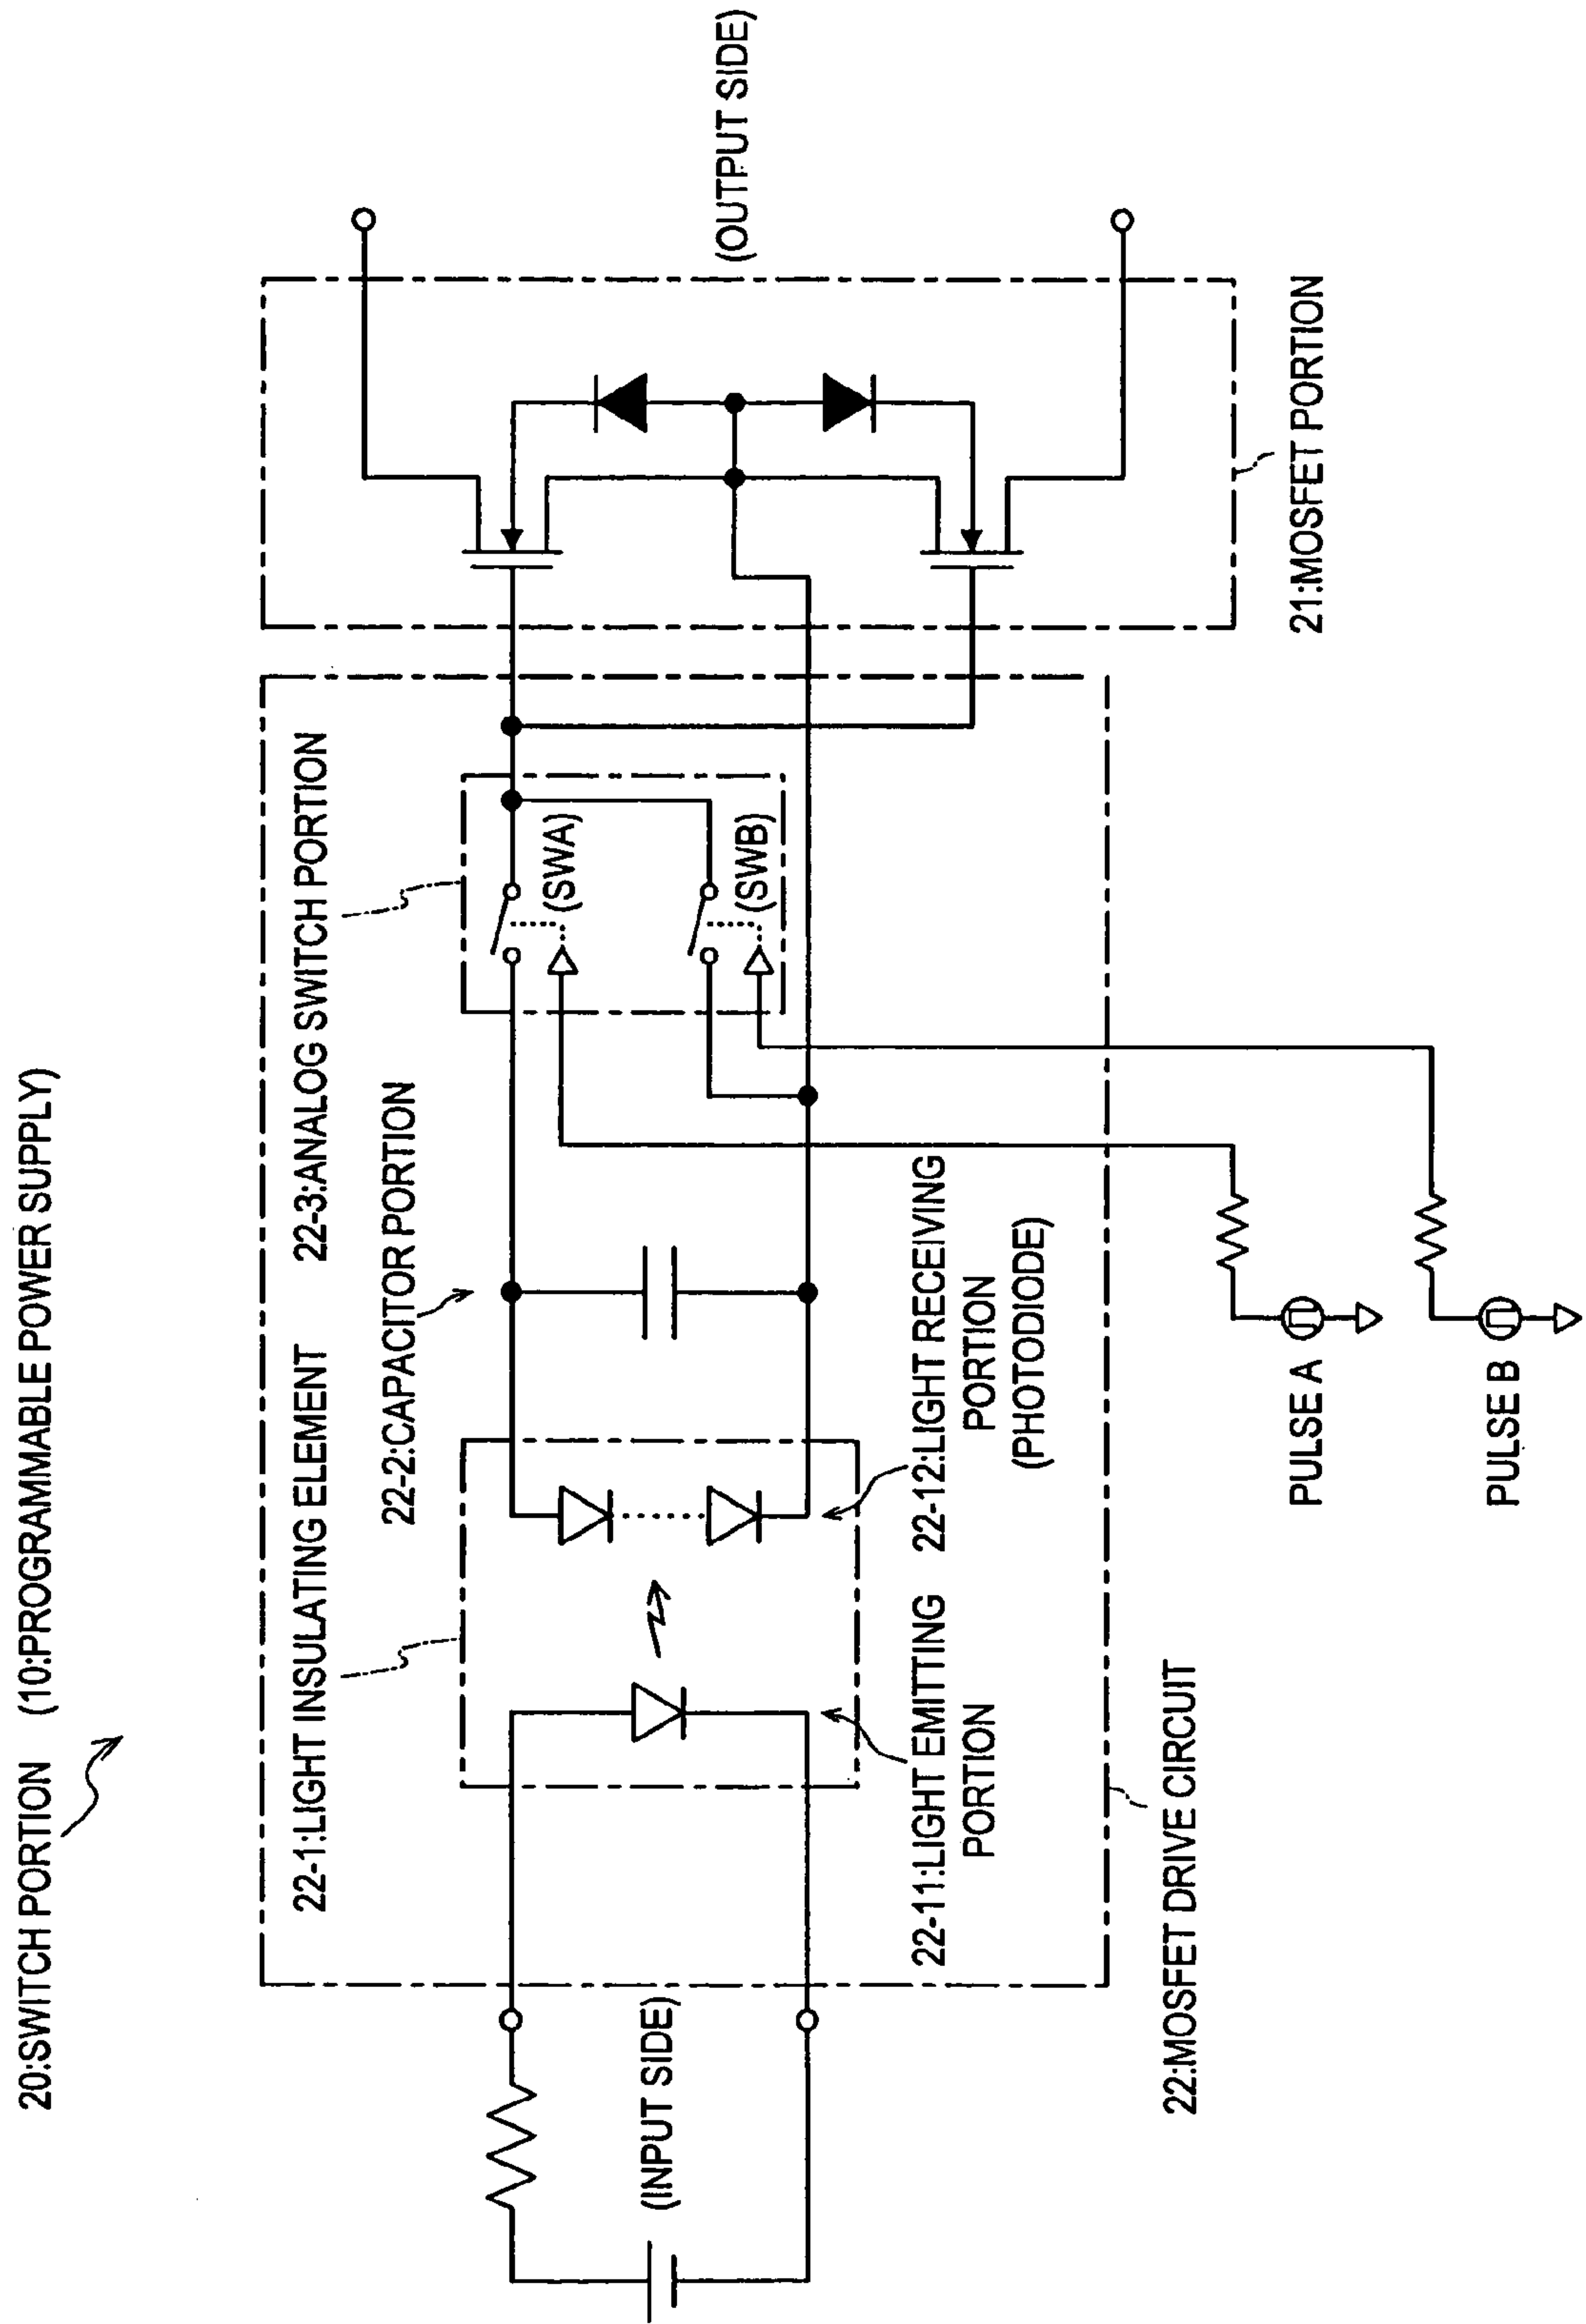 20:SWITCH PORTION (10:PROGRAMMABLE POWER SUPPLY)
22-1:LIGHT INSULATING ELEMENT
22-3:ANALOG SWITCH PORTION
22-2:CAPACITOR PORTION
(SWA)
(SWB)
(INPUT SIDE)
(OUTPUT SIDE)
22-11:LIGHT EMITTING
PORTION
22-12:LIGHT RECEIVING
PORTION
(PHOTODIODE)
22:MOSFET DRIVE CIRCUIT
21:MOSFET PORTION
PULSE A
PULSE B